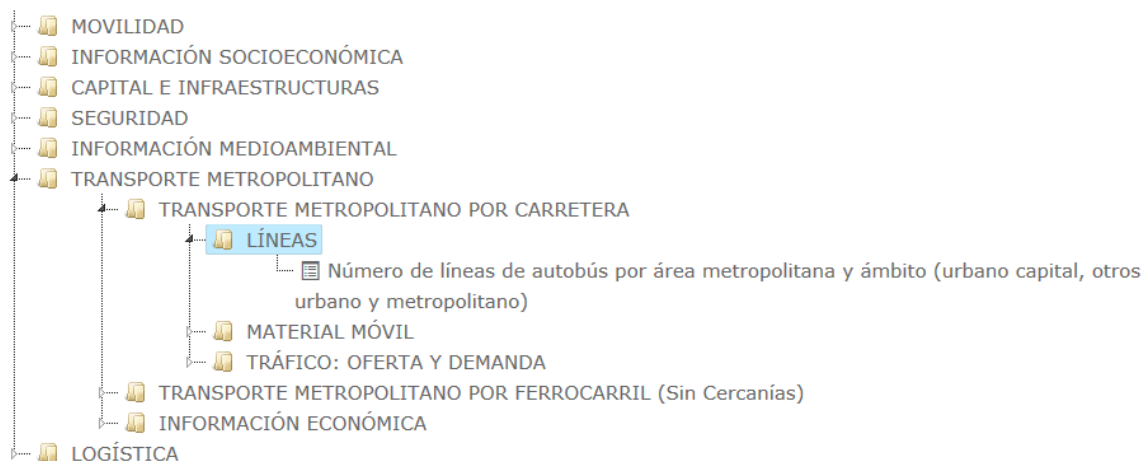 MOVILIDAD
INFORMACIÓN SOCIOECONÓMICA
CAPITAL E INFRAESTRUCTURAS
SEGURIDAD
INFORMACIÓN MEDIOAMBIENTAL
TRANSPORTE METROPOLITANO
TRANSPORTE METROPOLITANO POR CARRETERA
LÍNEAS
Número de líneas de autobús por área metropolitana y ámbito (urbano capital, otros
urbano y metropolitano)
MATERIAL MÓVIL
TRÁFICO: OFERTA Y DEMANDA
TRANSPORTE METROPOLITANO POR FERROCARRIL (Sin Cercanías)
INFORMACIÓN ECONÓMICA
LOGÍSTICA